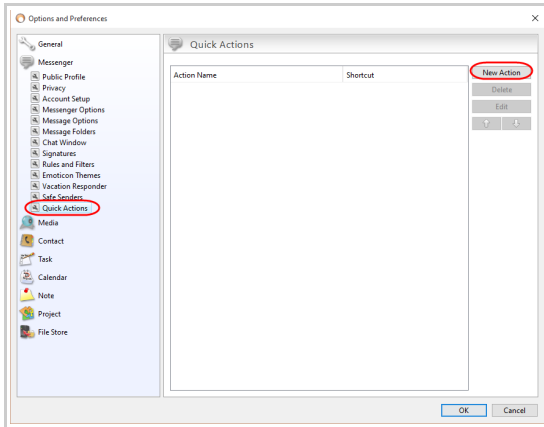 Options and Preferences
General
Messenger
Public Profile
Privacy
Account Setup
Messenger Options
Message Options
Message Folders
Chat Window
Signatures
Rules and Filters
Emoticon Themes
Vacation Responder
Safe Senders
Quick Actions
Media
Contact
Task
Calendar
Note
Project
File Store
Quick Actions
Action Name Shortcut
New Action
Delete
Edit
OK Cancel